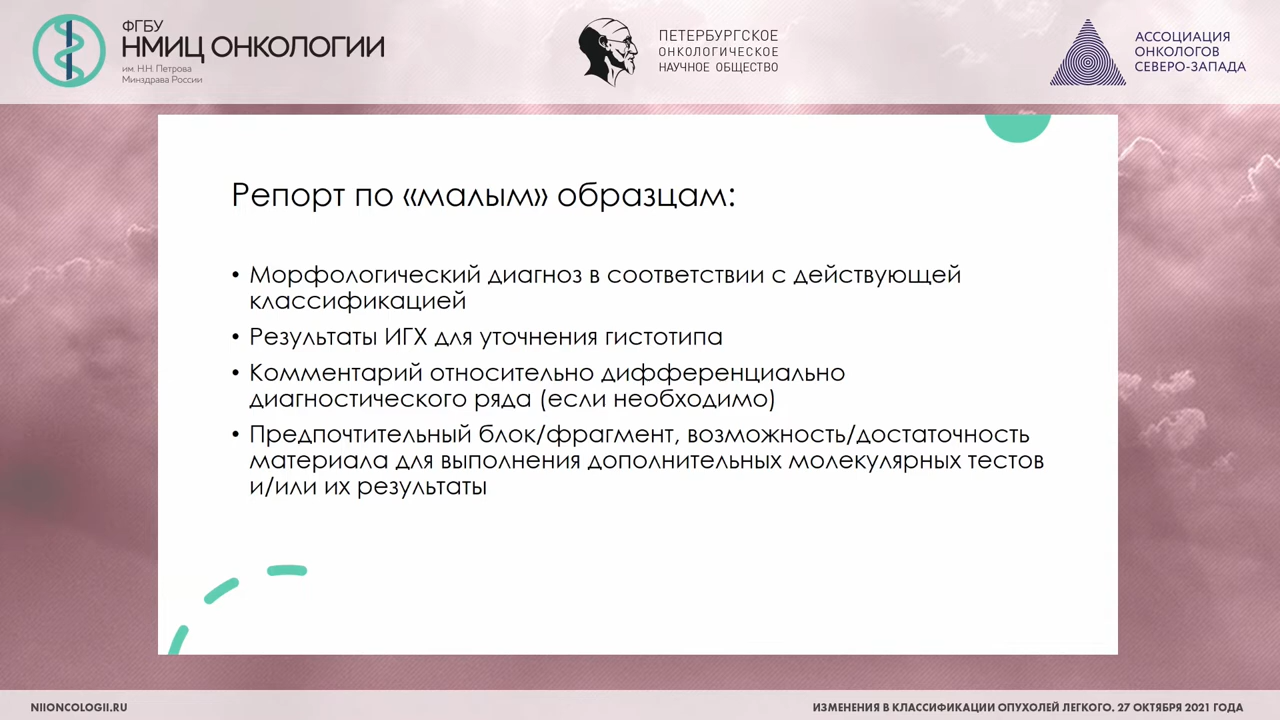 ФГБУ
НМИЦ ОНКОЛОГИИ
им. Н.Н. Петрова
Минздрава России
ПЕТЕРБУРГСКОЕ
ОНКОЛОГИЧЕСКОЕ
НАУЧНОЕ ОБЩЕСТВО
АССОЦИАЦИЯ
ОНКОЛОГОВ
СЕВЕРО-ЗАПАДА
Репорт по «малым» образцам:
• Морфологический диагноз в соответствии с действующей
классификацией
• Результаты ИГХ для уточнения гистотипа
• Комментарий относительно дифференциально
диагностического ряда (если необходимо)
• Предпочтительный блок/фрагмент, возможность/достаточность
материала для выполнения дополнительных молекулярных тестов
и/или их результаты
NIIONCOLOGII.RU
ИЗМЕНЕНИЯ В КЛАССИФИКАЦИИ ОПУХОЛЕЙ ЛЕГКОГО. 27 ОКТЯБРЯ 2021 ГОДА